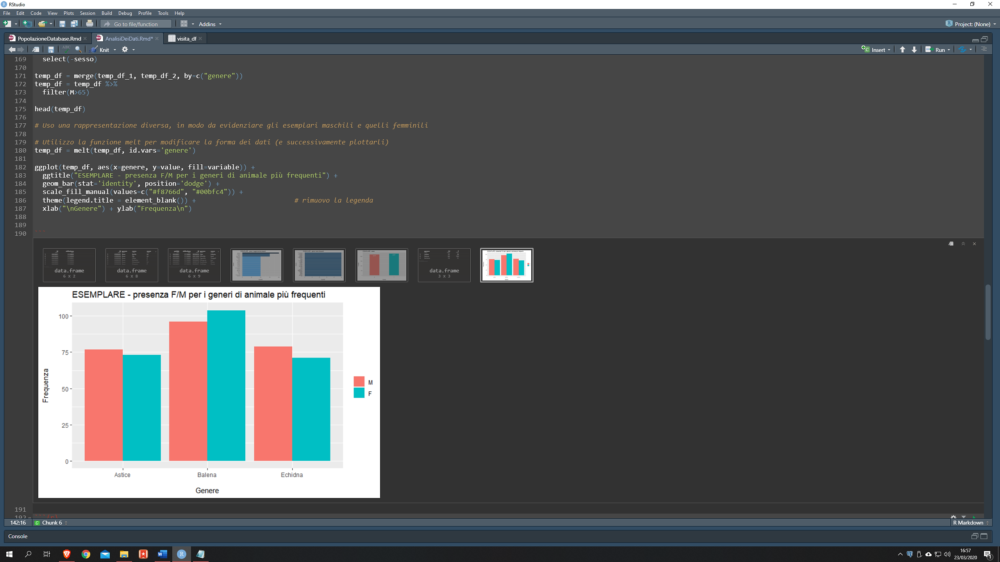 RStudio
File Edit Code View Plots Session Build Debug Profile Tools Help
Go to file/function Addins Project: (None)
PopolazioneDatabase.Rmd AnalisiDeiDati.Rmd* visita_df
ABC Knit Insert Run
169 select(-sesso)
170
171 temp_df = merge(temp_df_1, temp_df_2, by=c("genere"))
172 temp_df = temp_df %>%
173 filter(M>65)
174
175 head(temp_df)
176
177 # Uso una rappresentazione diversa, in modo da evidenziare gli esemplari maschili e quelli femminili
178
179 # Utilizzo la funzione melt per modificare la forma dei dati (e successivamente plottarli)
180 temp_df = melt(temp_df, id.vars='genere')
181
182 ggplot(temp_df, aes(x=genere, y=value, fill=variable)) +
183 ggtitle("ESEMPLARE - presenza F/M per i generi di animale più frequenti") +
184 geom_bar(stat='identity', position='dodge') +
185 scale_fill_manual(values=c("#f8766d", "#00bfc4")) +
186 theme(legend.title = element_blank()) + # rimuovo la legenda
187 xlab("\nGenere") + ylab("Frequenza\n")
188
189
190 ```
data.frame data.frame data.frame data.frame
6 x 2 6 x 8 6 x 9 3 x 3
ESEMPLARE - presenza F/M per i generi di animale più frequenti
100
75
50
25
0
Frequenza
M
F
Astice Balena Echidna
Genere
191
192 ```{r}
142:16 Chunk 6 R Markdown
Console
16:57
23/03/2020
1